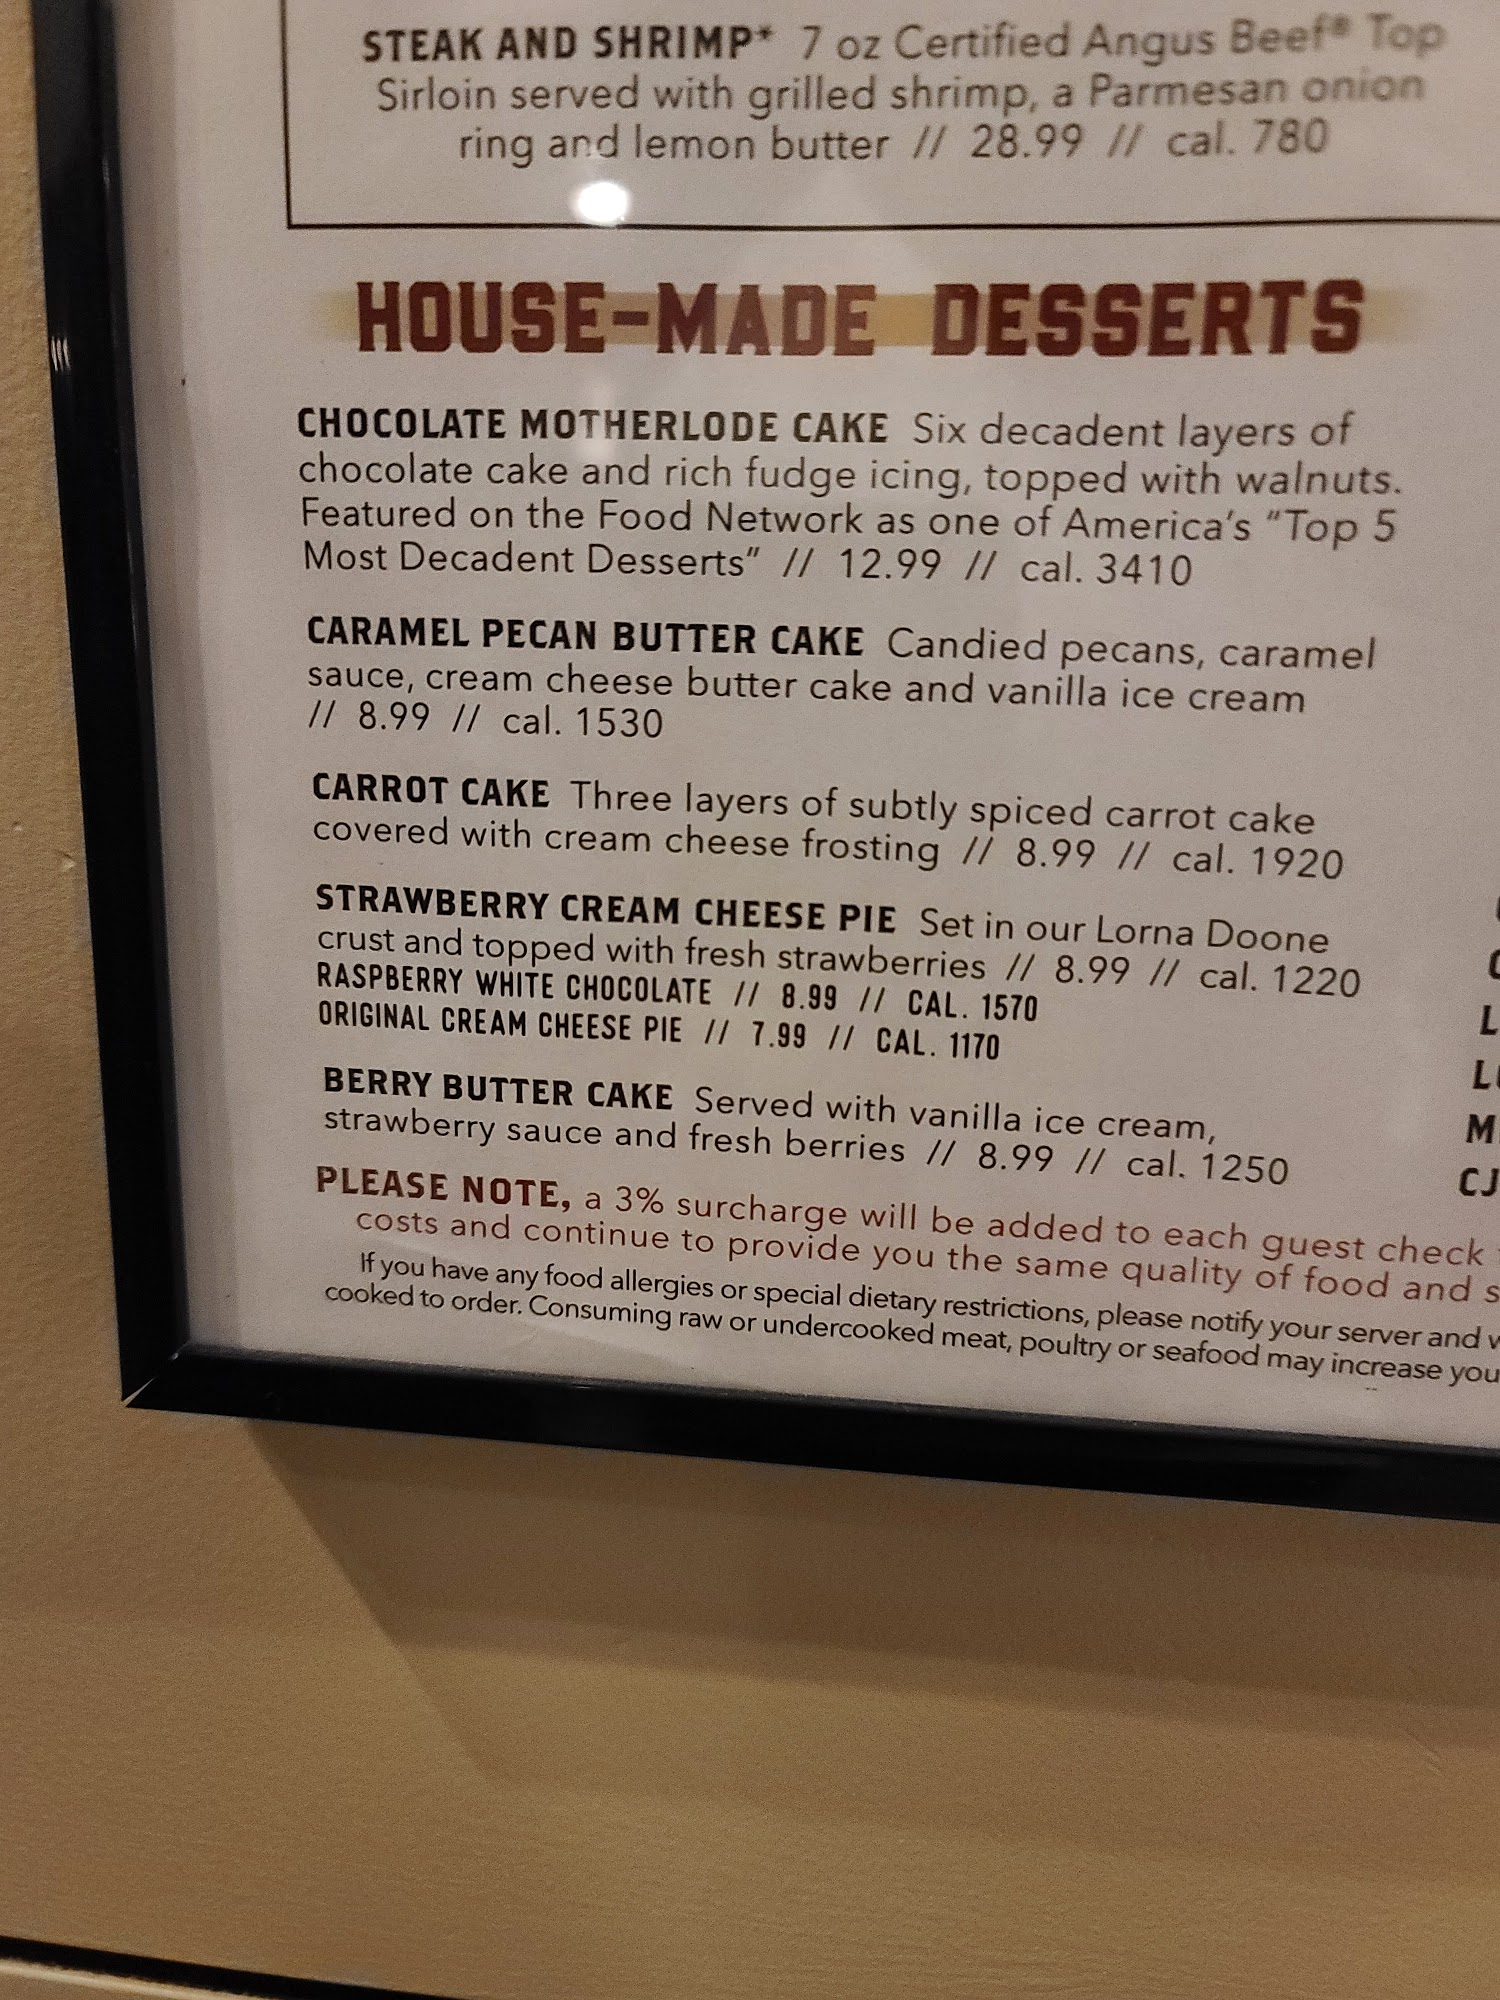 STEAK AND SHRIMP* 7 oz Certified Angus Beef® Top
Sirloin served with grilled shrimp, a Parmesan onion
ring and lemon butter // 28.99 // cal. 780
HOUSE-MADE DESSERTS
CHOCOLATE MOTHERLODE CAKE Six decadent layers of
chocolate cake and rich fudge icing, topped with walnuts.
Featured on the Food Network as one of America's "Top 5
Most Decadent Desserts" // 12.99 // cal. 3410
CARAMEL PECAN BUTTER CAKE Candied pecans, caramel
sauce, cream cheese butter cake and vanilla ice cream
// 8.99 // cal. 1530
CARROT CAKE Three layers of subtly spiced carrot cake
covered with cream cheese frosting // 8.99 // cal. 1920
STRAWBERRY CREAM CHEESE PIE Set in our Lorna Doone
crust and topped with fresh strawberries // 8.99 // cal. 1220
RASPBERRY WHITE CHOCOLATE // 8.99 // CAL. 1570
ORIGINAL CREAM CHEESE PIE // 7.99 // CAL. 1170
BERRY BUTTER CAKE Served with vanilla ice cream,
strawberry sauce and fresh berries // 8.99 // cal. 1250
PLEASE NOTE, a 3% surcharge will be added to each guest check
costs and continue to provide you the same quality of food and
If you have any food allergies or special dietary restrictions, please notify your server and
cooked to order. Consuming raw or undercooked meat, poultry or seafood may increase